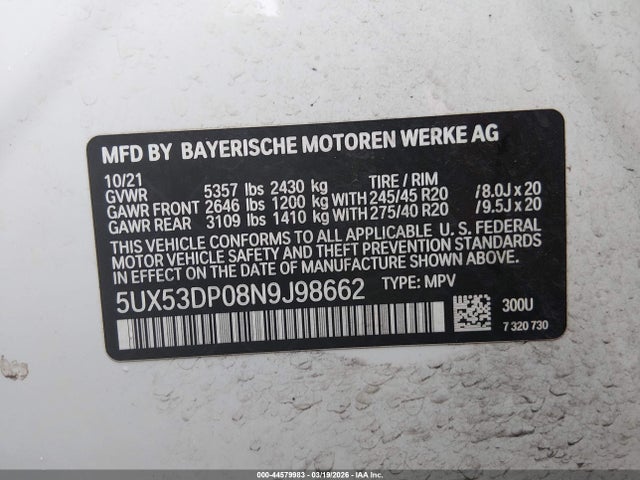 MFD BY BAYERISCHE MOTOREN WERKE AG
10/21 TIRE / RIM
GVWR 5357 lbs 2430 kg
GAWR FRONT 2646 lbs 1200 kg WITH 245/45 R20 /8.0J x 20
GAWR REAR 3109 lbs 1410 kg WITH 275/40 R20 /9.5J x 20
THIS VEHICLE CONFORMS TO ALL APPLICABLE U. S. FEDERAL
MOTOR VEHICLE SAFETY AND THEFT PREVENTION STANDARDS
IN EFFECT ON THE DATE OF MANUFACTURE SHOWN ABOVE.
5UX53DP08N9J98662 TYPE: MPV
300U
7 320 730
000-44579983 - 03/19/2026 - IAA Inc.